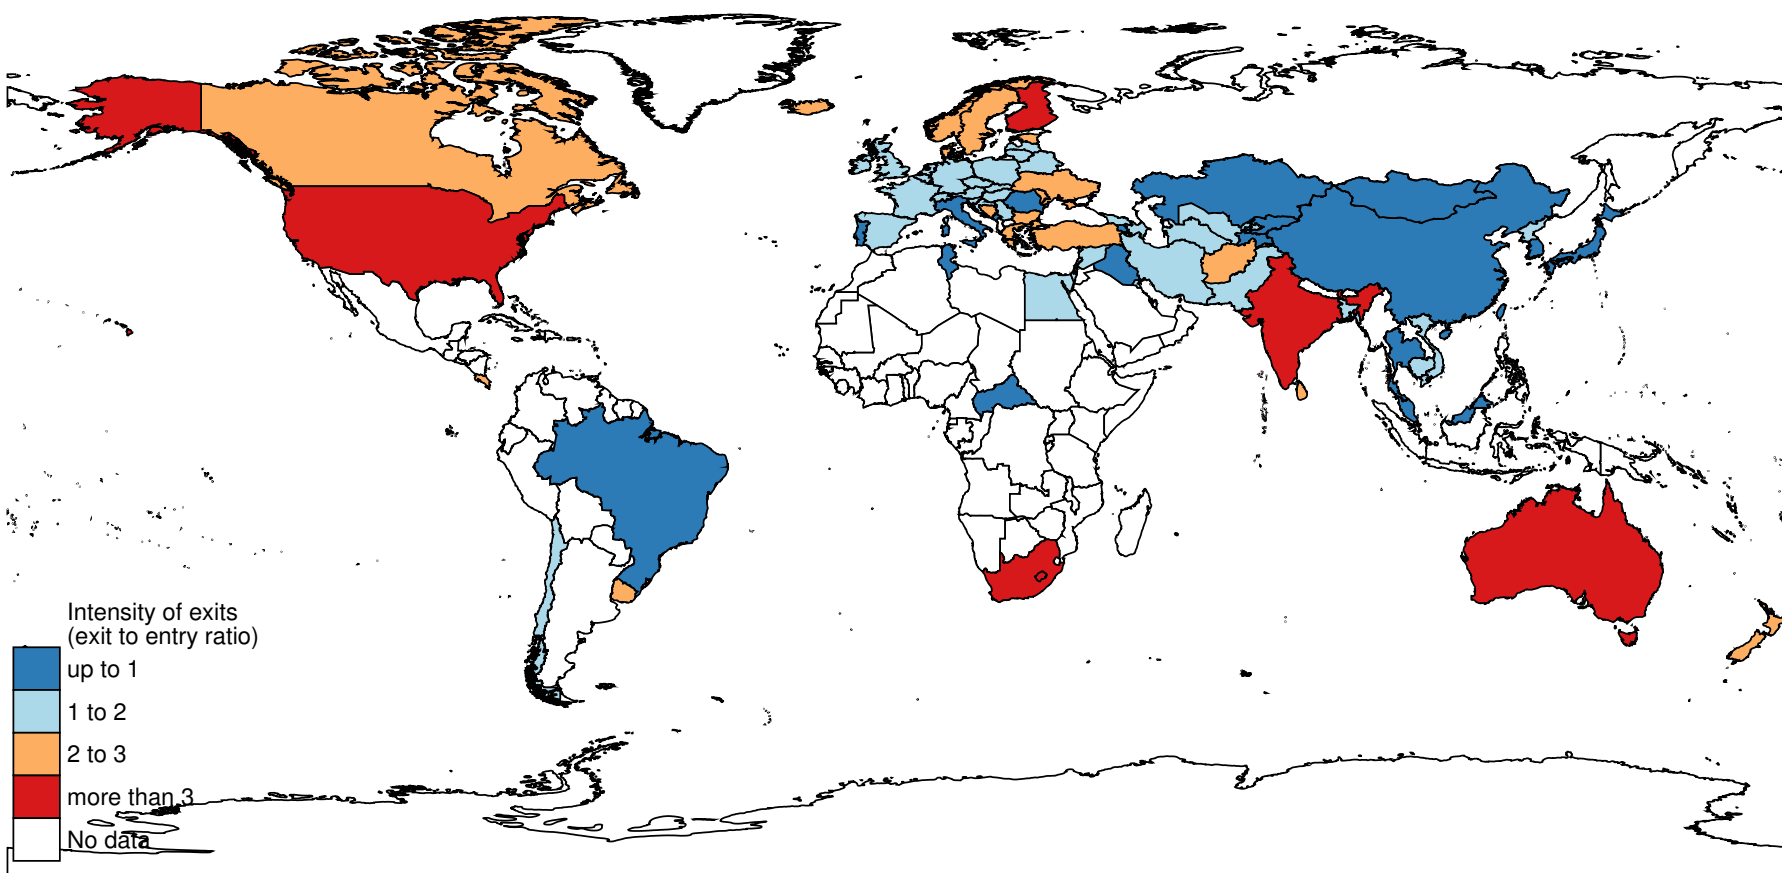 Intensity of exits
(exit to entry ratio)
up to 1
1 to 2
2 to 3
more than 3
No data